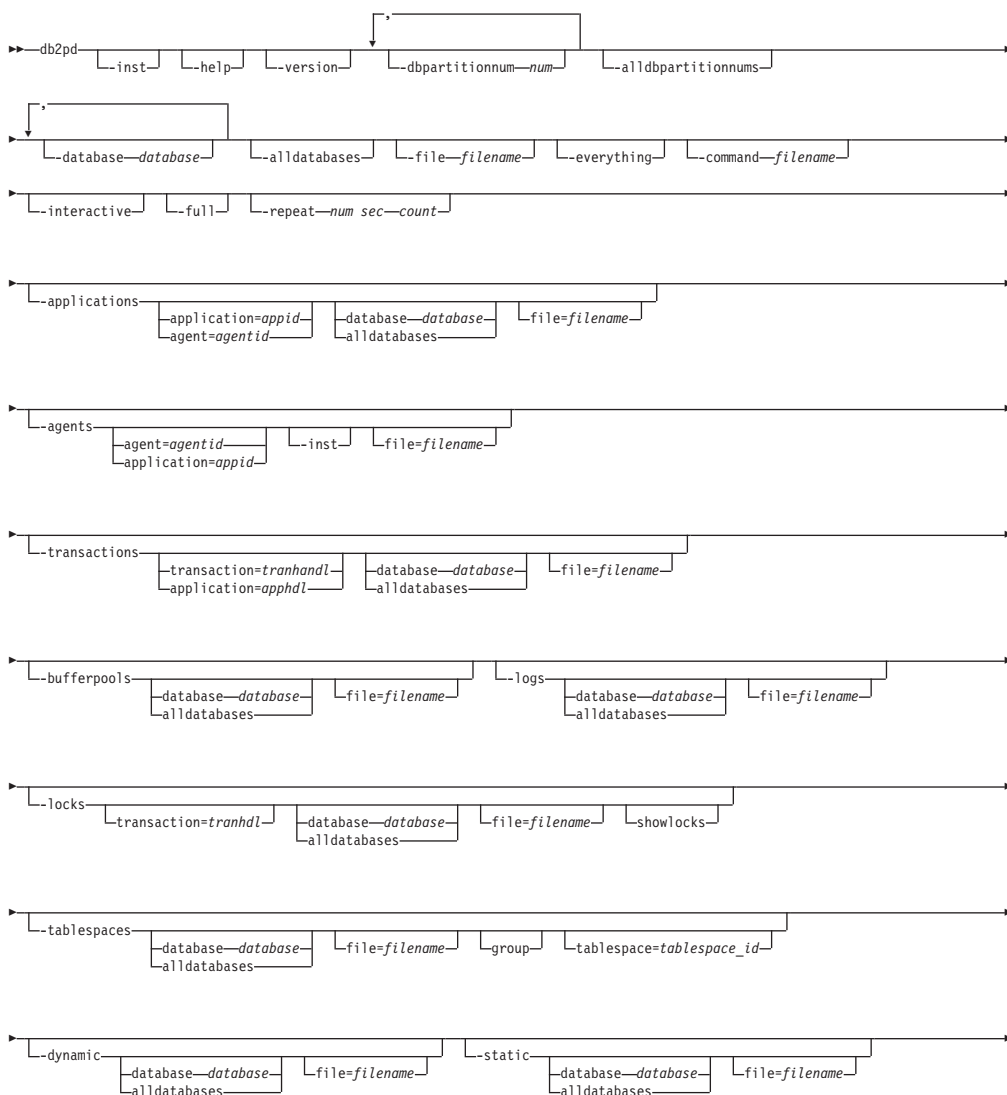 ,
db2pd -inst -help -version -dbpartitionnum num -alldbpartitionnums
,
-database database -alldatabases -file filename -everything -command filename
-interactive -full -repeat num sec count
-applications
application=appid database database file=filename
agent=agentid alldatabases
-agents
agent=agentid -inst file=filename
application=appid
-transactions
transaction=tranhandl database database file=filename
application=apphdl alldatabases
-bufferpools -logs
database database file=filename database database file=filename
alldatabases alldatabases
-locks
transaction=tranhdl database database file=filename showlocks
alldatabases
-tablespaces
database database file=filename group tablespace=tablespace_id
alldatabases
-dynamic -static
database database file=filename database database file=filename
alldatabases alldatabases